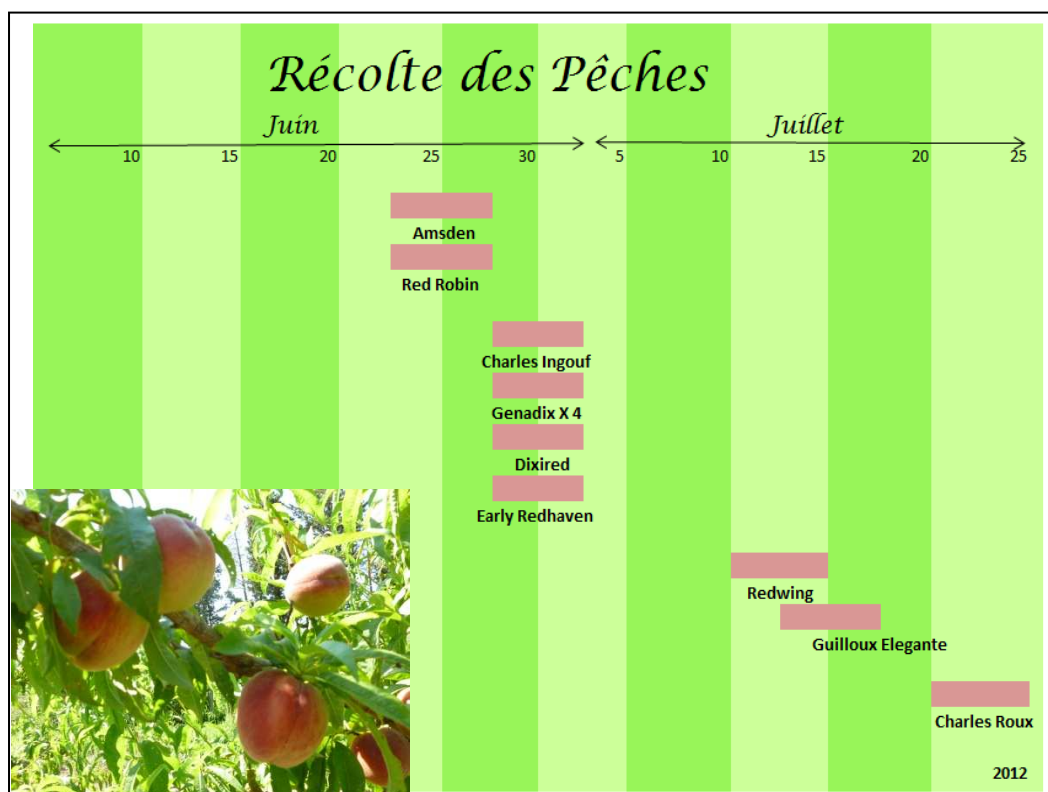 Récolte des Pêches
Juin Juillet
10 15 20 25 30 5 10 15 20 25
Amsden
Red Robin
Charles Ingouf
Genadix X 4
Dixired
Early Redhaven
Redwing
Guilloux Elegante
Charles Roux
2012